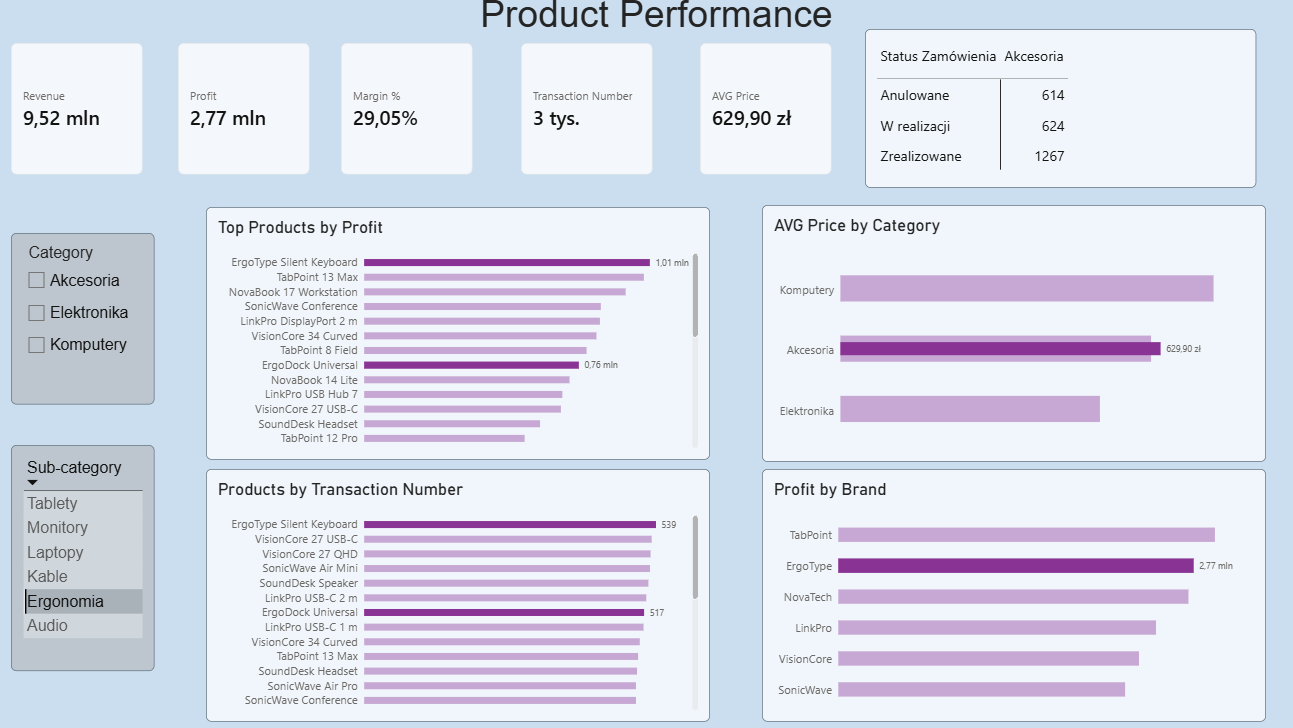 Product Performance
Revenue
9,52 mln
Profit
2,77 mln
Margin %
29,05%
Transaction Number
3 tys.
AVG Price
629,90 zł
Status Zamówienia Akcesoria
Anulowane 614
W realizacji 624
Zrealizowane 1267
Category
Akcesoria
Elektronika
Komputery
Sub-category
Tablety
Monitory
Laptopy
Kable
Ergonomia
Audio
Top Products by Profit
ErgoType Silent Keyboard 1,01 mln
TabPoint 13 Max
NovaBook 17 Workstation
SonicWave Conference
LinkPro DisplayPort 2 m
VisionCore 34 Curved
TabPoint 8 Field
ErgoDock Universal 0,76 mln
NovaBook 14 Lite
LinkPro USB Hub 7
VisionCore 27 USB-C
SoundDesk Headset
TabPoint 12 Pro
AVG Price by Category
Komputery
Akcesoria 629,90 zł
Elektronika
Products by Transaction Number
ErgoType Silent Keyboard 539
VisionCore 27 USB-C
VisionCore 27 QHD
SonicWave Air Mini
SoundDesk Speaker
LinkPro USB-C 2 m
ErgoDock Universal 517
LinkPro USB-C 1 m
VisionCore 34 Curved
TabPoint 13 Max
SoundDesk Headset
SonicWave Air Pro
SonicWave Conference
Profit by Brand
TabPoint
ErgoType 2,77 mln
NovaTech
LinkPro
VisionCore
SonicWave